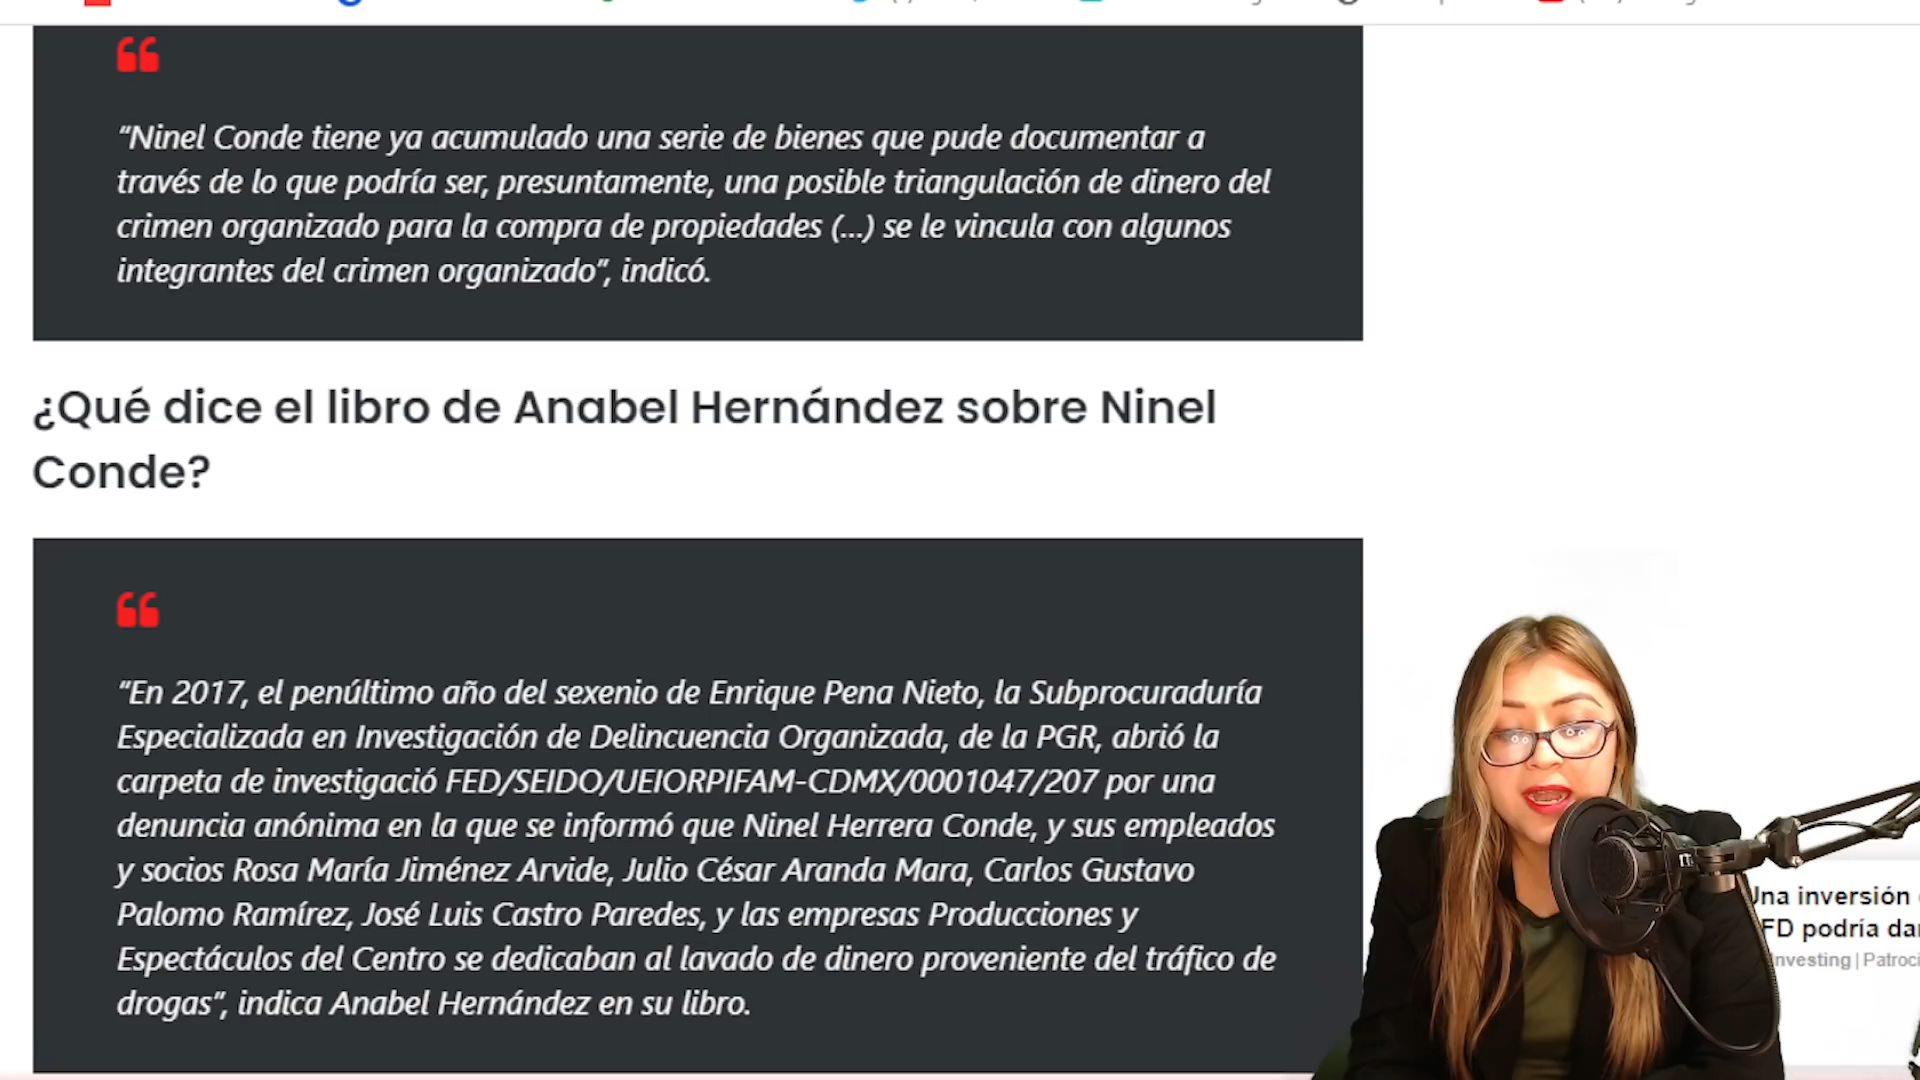 “Ninel Conde tiene ya acumulado una serie de bienes que pude documentar a
través de lo que podría ser, presuntamente, una posible triangulación de dinero del
crimen organizado para la compra de propiedades (...) se le vincula con algunos
integrantes del crimen organizado”, indicó.
¿Qué dice el libro de Anabel Hernández sobre Ninel
Conde?
“En 2017, el penúltimo año del sexenio de Enrique Pena Nieto, la Subprocuraduría
Especializada en Investigación de Delincuencia Organizada, de la PGR, abrió la
carpeta de investigació FED/SEIDO/UEIORPIFAM-CDMX/0001047/207 por una
denuncia anónima en la que se informó que Ninel Herrera Conde, y sus empleados
y socios Rosa María Jiménez Arvide, Julio César Aranda Mara, Carlos Gustavo
Palomo Ramírez, José Luis Castro Paredes, y las empresas Producciones y
Espectáculos del Centro se dedicaban al lavado de dinero proveniente del tráfico de
drogas”, indica Anabel Hernández en su libro.
Una inversión
FD podría dar
Investing | Patroci